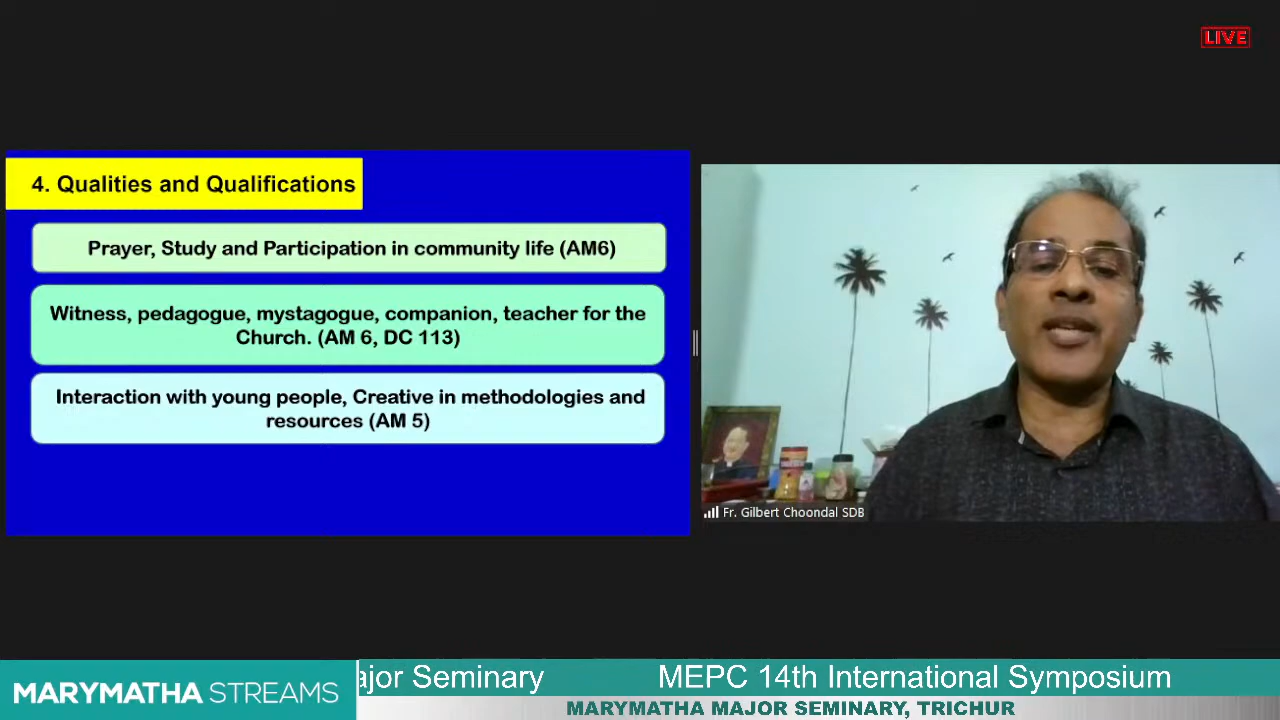 LIVE
4. Qualities and Qualifications
Prayer, Study and Participation in community life (AM6)
Witness, pedagogue, mystagogue, companion, teacher for the
Church. (AM 6, DC 113)
Interaction with young people, Creative in methodologies and
resources (AM 5)
Fr. Gilbert Choondal SDB
ajor Seminary MEPC 14th International Symposium
MARYMATHA STREAMS
MARYMATHA MAJOR SEMINARY, TRICHUR